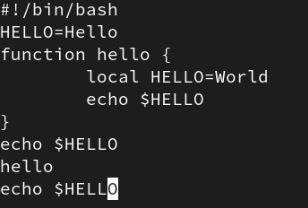 #!/bin/bash
HELLO=Hello
function hello {
        local HELLO=World
        echo $HELLO
}
echo $HELLO
hello
echo $HELLO